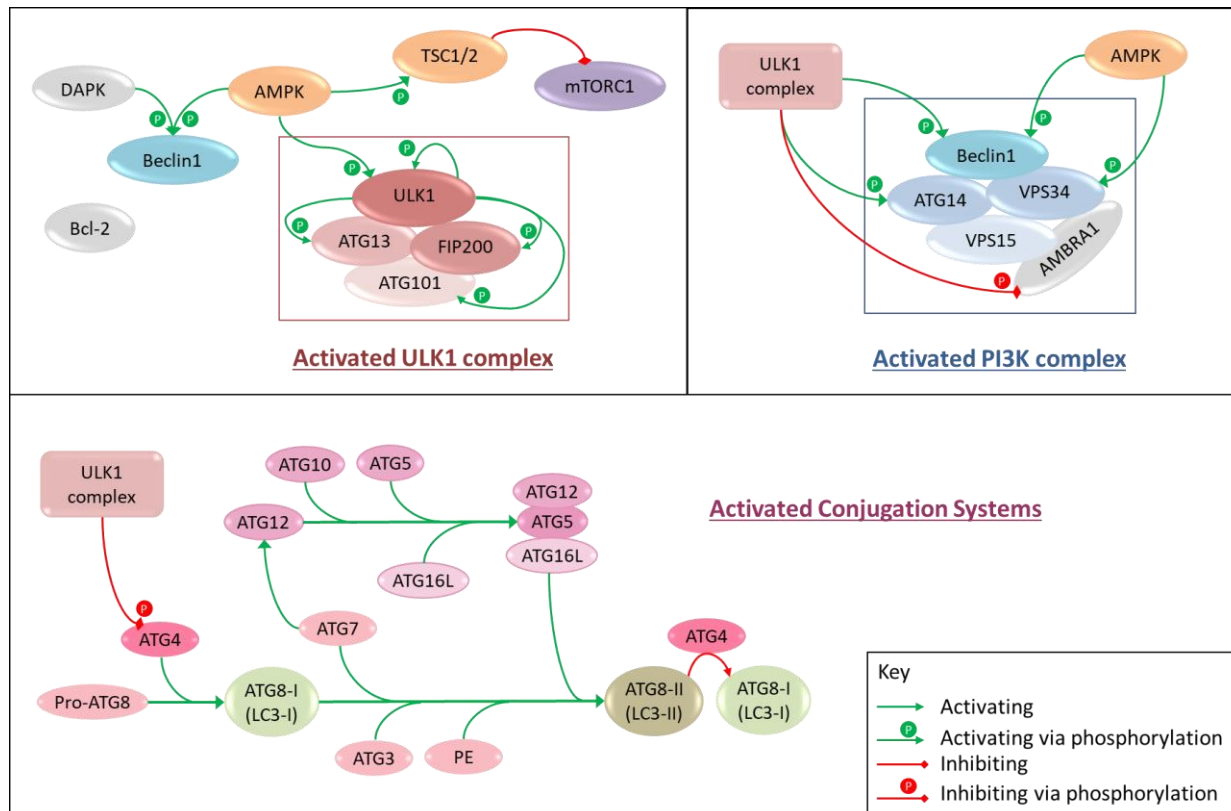 TSC1/2
mTORC1
DAPK
AMPK
P
P
P
Beclin1
P
P
ULK1
P
P
Bcl-2
ATG13
FIP200
ATG101
P
Activated ULK1 complex
ULK1
complex
AMPK
P
P
Beclin1
P
P
ATG14
VPS34
VPS15
AMBRA1
P
Activated PI3K complex
ULK1
complex
ATG10
ATG5
ATG12
ATG12
ATG5
ATG16L
ATG16L
Activated Conjugation Systems
P
ATG4
ATG7
ATG4
Pro-ATG8
ATG8-I
(LC3-I)
ATG8-II
(LC3-II)
ATG8-I
(LC3-I)
ATG3
PE
Key
Activating
P
Activating via phosphorylation
Inhibiting
P
Inhibiting via phosphorylation